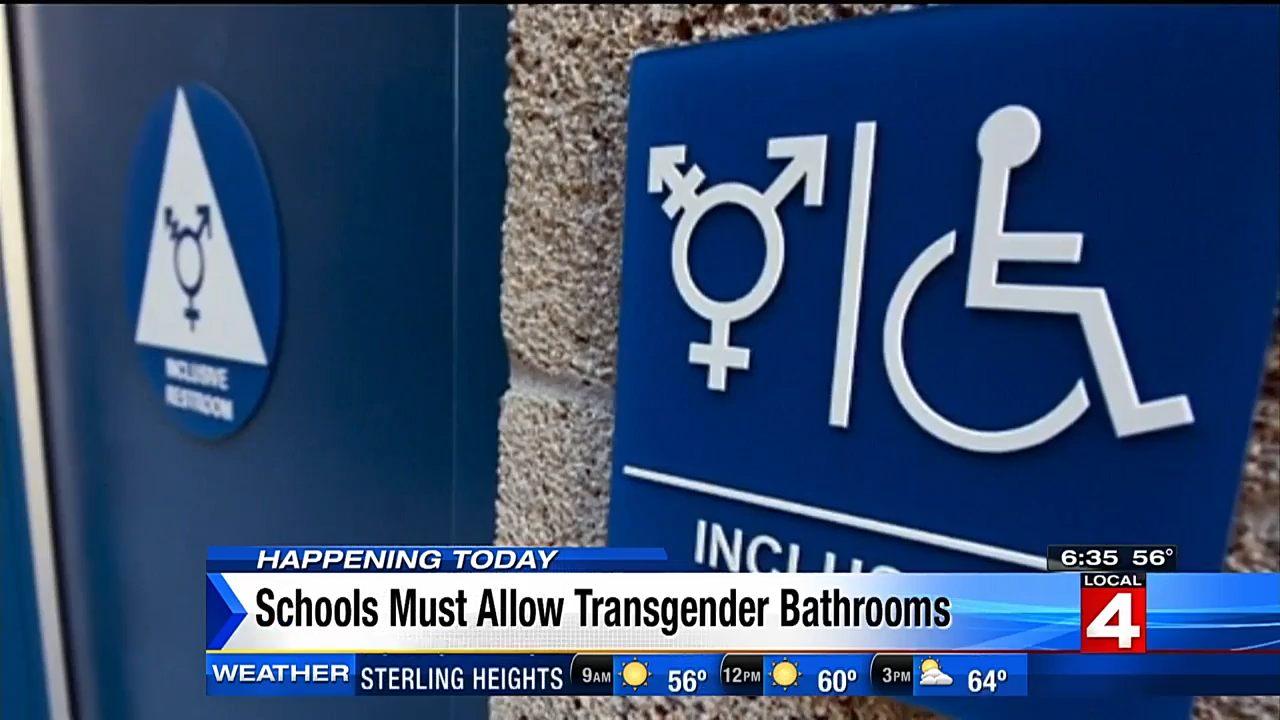 INCLUSIVE
RESTROOM
INCLU
HAPPENING TODAY
6:35 56°
Schools Must Allow Transgender Bathrooms
LOCAL
4
WEATHER STERLING HEIGHTS 9AM 56° 12PM 60° 3PM 64°